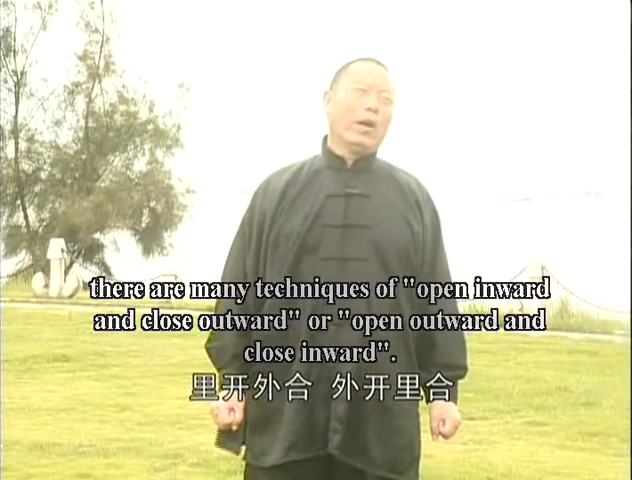 there are many techniques of "open inward
and close outward" or "open outward and
close inward".
里开外合 外开里合